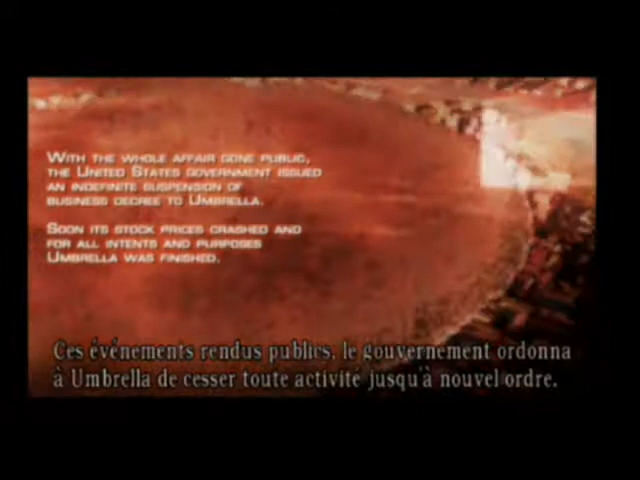 WITH THE WHOLE AFFAIR GONE PUBLIC,
THE UNITED STATES GOVERNMENT ISSUED
AN INDEFINITE SUSPENSION OF
BUSINESS DECREE TO UMBRELLA.
SOON ITS STOCK PRICES CRASHED AND
FOR ALL INTENTS AND PURPOSES
UMBRELLA WAS FINISHED.
Ces événements rendus publics, le gouvernement ordonna
à Umbrella de cesser toute activité jusqu'à nouvel ordre.